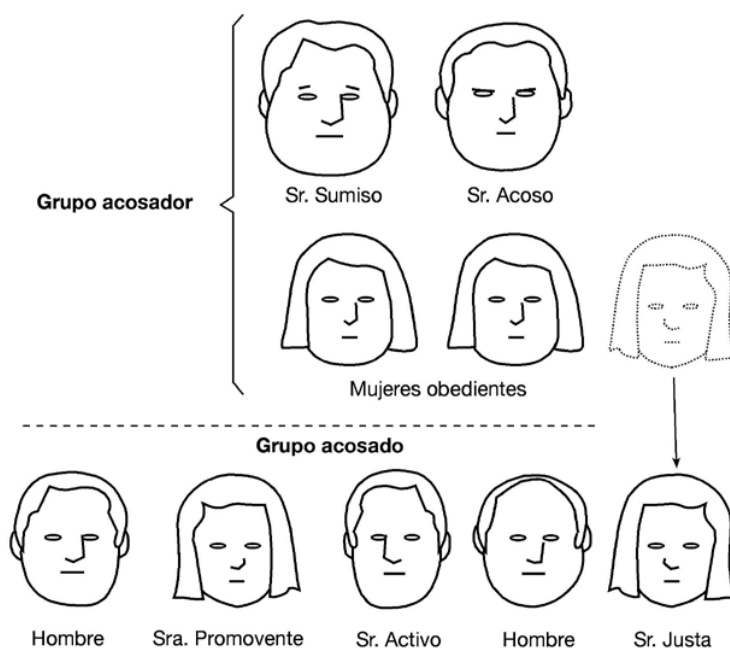 Sr. Sumiso
Sr. Acoso
Grupo acosador
Mujeres obedientes
Grupo acosado
Hombre
Sra. Promovente
Sr. Activo
Hombre
Sr. Justa